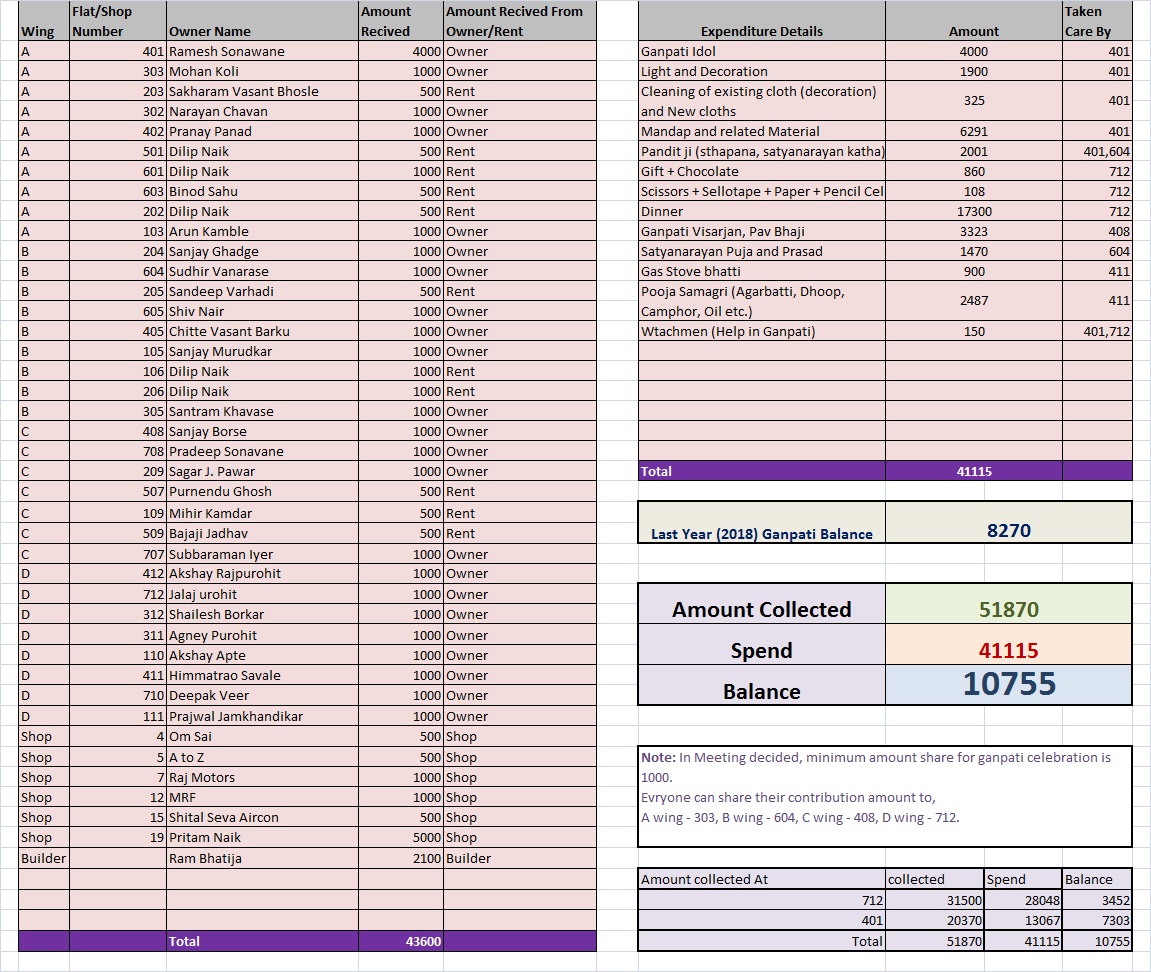 Wing Flat/Shop Number Owner Name Amount Recived Amount Recived From Owner/Rent
A 401 Ramesh Sonawane 4000 Owner
A 303 Mohan Koli 1000 Owner
A 203 Sakharam Vasant Bhosle 500 Rent
A 302 Narayan Chavan 1000 Owner
A 402 Pranay Panad 1000 Owner
A 501 Dilip Naik 500 Rent
A 601 Dilip Naik 1000 Rent
A 603 Binod Sahu 500 Rent
A 202 Dilip Naik 500 Rent
A 103 Arun Kamble 1000 Owner
B 204 Sanjay Ghadge 1000 Owner
B 604 Sudhir Vanarase 1000 Owner
B 205 Sandeep Varhadi 500 Rent
B 605 Shiv Nair 1000 Owner
B 405 Chitte Vasant Barku 1000 Owner
B 105 Sanjay Murudkar 1000 Owner
B 106 Dilip Naik 1000 Rent
B 206 Dilip Naik 1000 Rent
B 305 Santram Khavase 1000 Owner
C 408 Sanjay Borse 1000 Owner
C 708 Pradeep Sonavane 1000 Owner
C 209 Sagar J. Pawar 1000 Owner
C 507 Purnendu Ghosh 500 Rent
C 109 Mihir Kamdar 500 Rent
C 509 Bajaji Jadhav 500 Rent
C 707 Subbaraman Iyer 1000 Owner
D 412 Akshay Rajpurohit 1000 Owner
D 712 Jalaj urohit 1000 Owner
D 312 Shailesh Borkar 1000 Owner
D 311 Agney Purohit 1000 Owner
D 110 Akshay Apte 1000 Owner
D 411 Himmatrao Savale 1000 Owner
D 710 Deepak Veer 1000 Owner
D 111 Prajwal Jamkhandikar 1000 Owner
Shop 4 Om Sai 500 Shop
Shop 5 A to Z 500 Shop
Shop 7 Raj Motors 1000 Shop
Shop 12 MRF 1000 Shop
Shop 15 Shital Seva Aircon 500 Shop
Shop 19 Pritam Naik 5000 Shop
Builder Ram Bhatija 2100 Builder
Total 43600
Expenditure Details Amount Taken Care By
Ganpati Idol 4000 401
Light and Decoration 1900 401
Cleaning of existing cloth (decoration)
and New cloths 325 401
Mandap and related Material 6291 401
Pandit ji (sthapana, satyanarayan katha) 2001 401,604
Gift + Chocolate 860 712
Scissors + Sellotape + Paper + Pencil Cel 108 712
Dinner 17300 712
Ganpati Visarjan, Pav Bhaji 3323 408
Satyanarayan Puja and Prasad 1470 604
Gas Stove bhatti 900 411
Pooja Samagri (Agarbatti, Dhoop,
Camphor, Oil etc.) 2487 411
Wtachmen (Help in Ganpati) 150 401,712
Total 41115
Last Year (2018) Ganpati Balance 8270
Amount Collected 51870
Spend 41115
Balance 10755
Note: In Meeting decided, minimum amount share for ganpati celebration is
1000.
Evryone can share their contribution amount to,
A wing - 303, B wing - 604, C wing - 408, D wing - 712.
Amount collected At collected Spend Balance
712 31500 28048 3452
401 20370 13067 7303
Total 51870 41115 10755